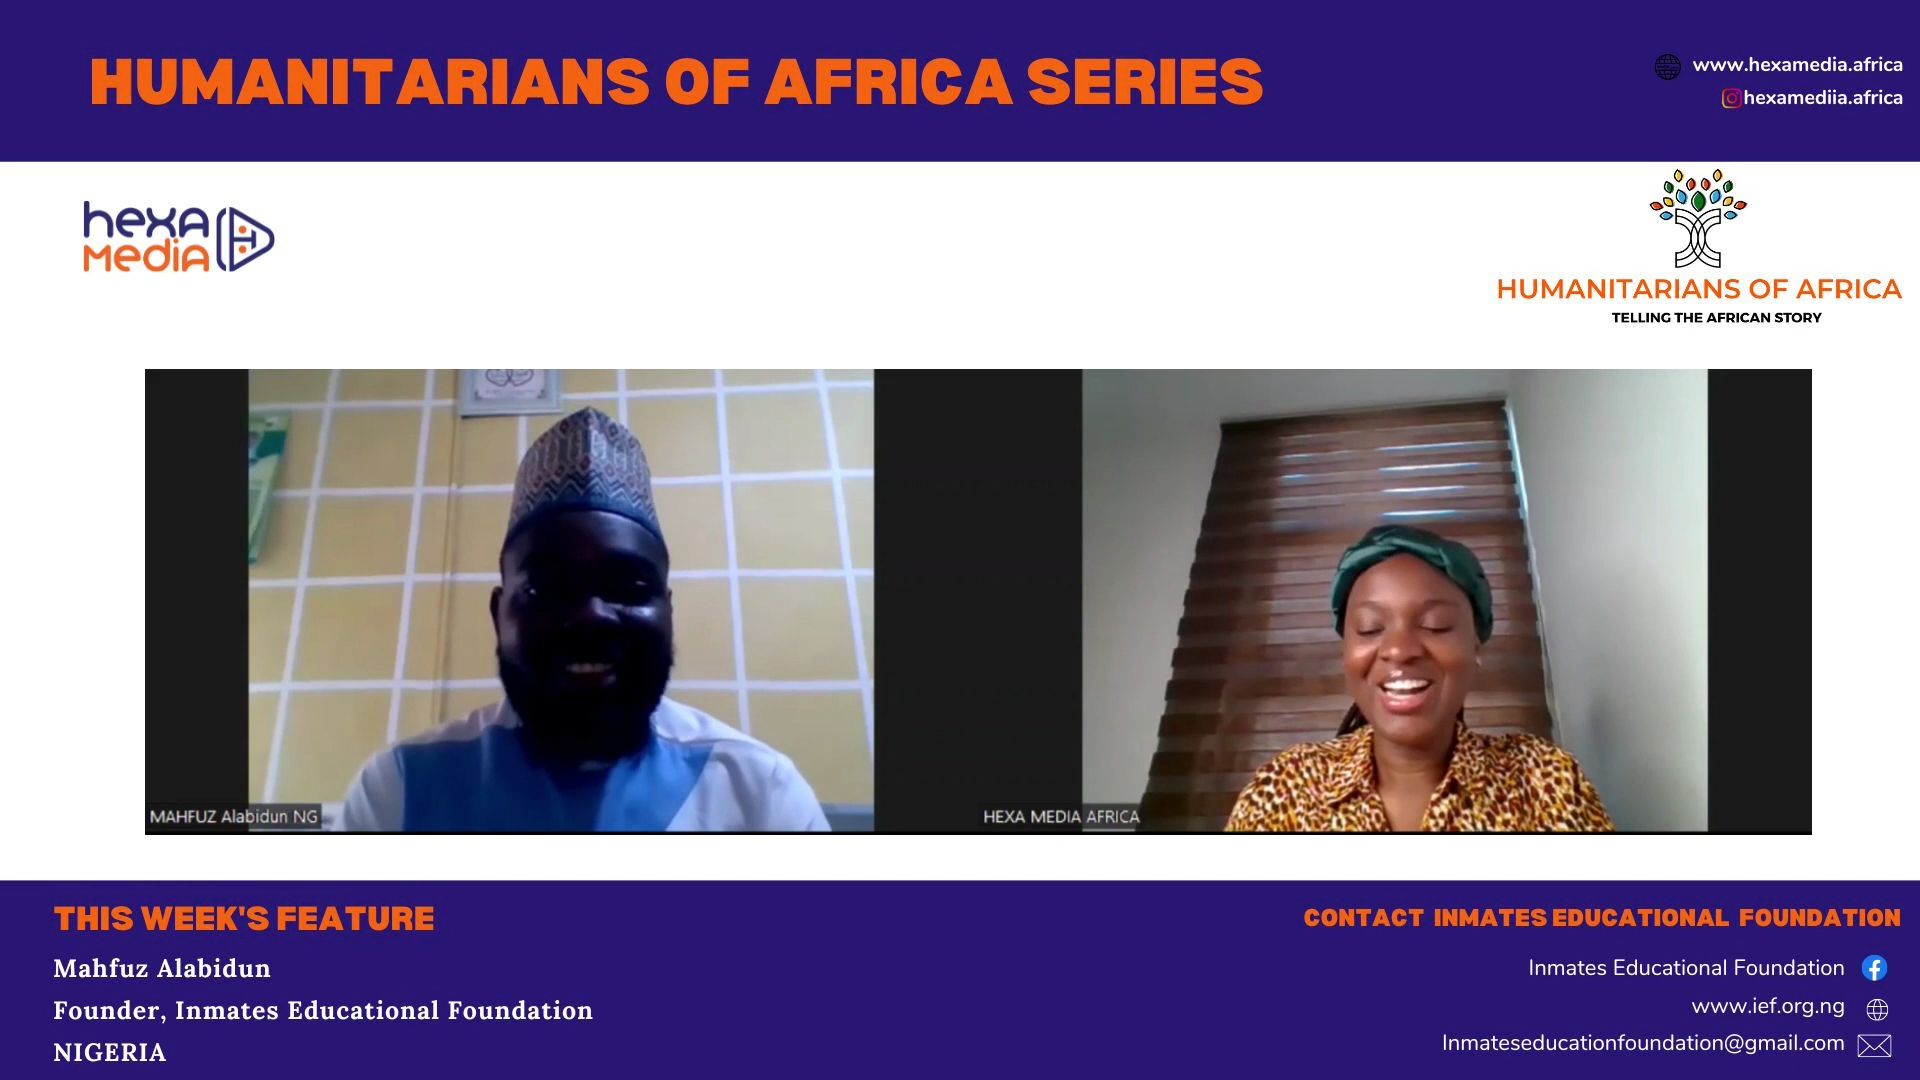 HUMANITARIANS OF AFRICA SERIES
www.hexamedia.africa
hexamediia.africa
hexa
media
HUMANITARIANS OF AFRICA
TELLING THE AFRICAN STORY
MAHFUZ Alabidun NG
HEXA MEDIA AFRICA
THIS WEEK'S FEATURE
Mahfuz Alabidun
Founder, Inmates Educational Foundation
NIGERIA
CONTACT INMATES EDUCATIONAL FOUNDATION
Inmates Educational Foundation
www.ief.org.ng
Inmateseducationfoundation@gmail.com